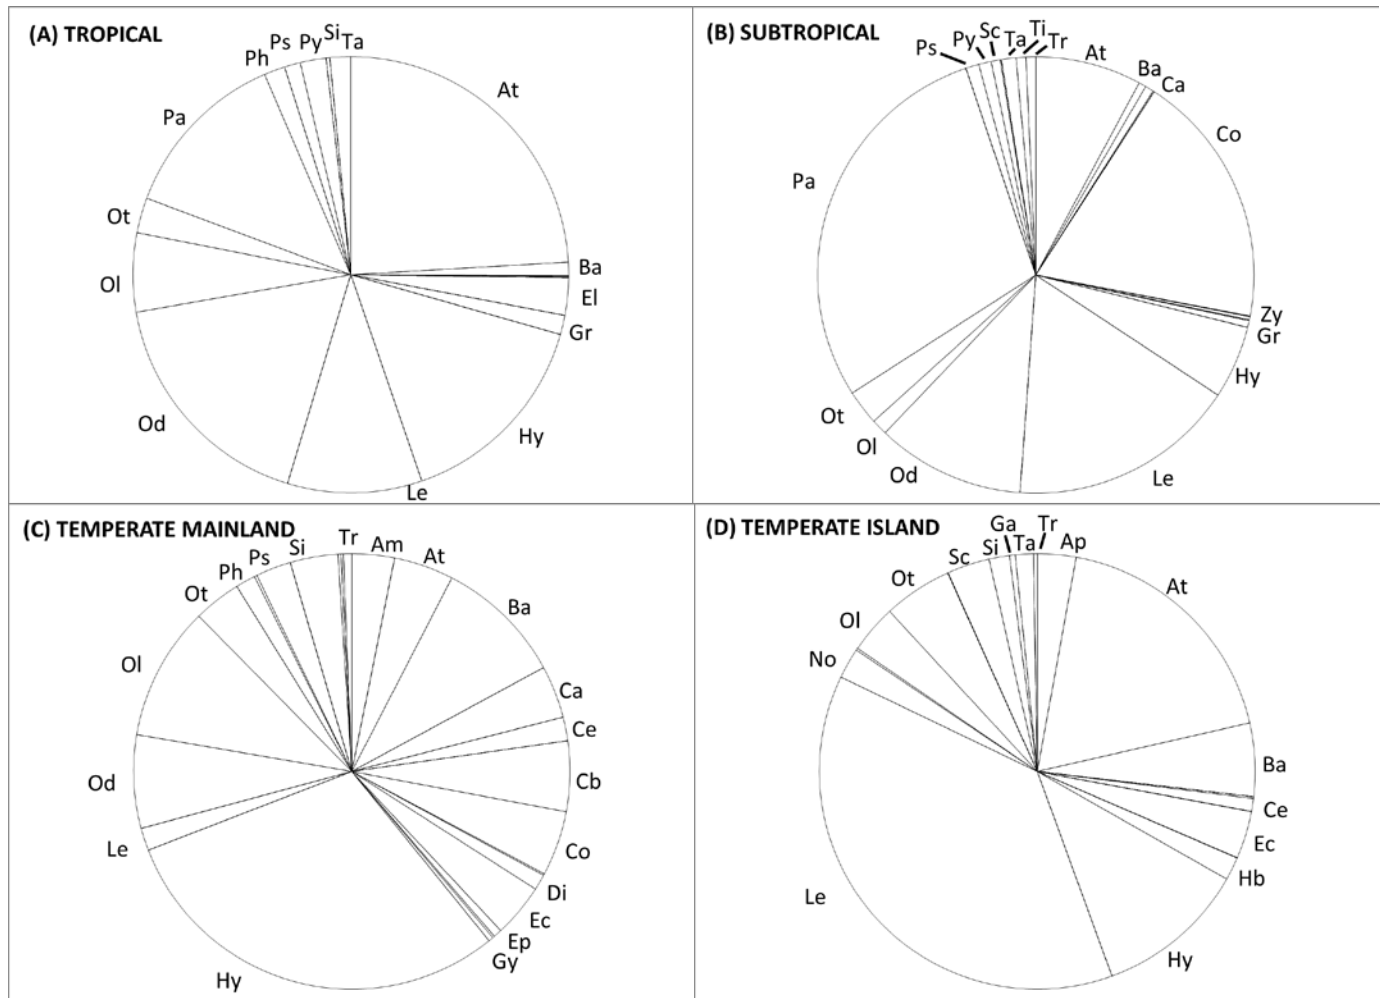 (A) TROPICAL
Ph Ps Py Si Ta
At
Pa
Ot
Ol
Od
Ba
El
Gr
Hy
Le
(B) SUBTROPICAL
Ps Py Sc Ta Ti Tr
At
Ba
Ca
Co
Pa
Zy
Gr
Hy
Ot
Ol
Od
Le
(C) TEMPERATE MAINLAND
Ph Ps Si Tr Am At
Ot
Ba
Ol
Ca
Ce
Od
Cb
Le
Co
Di
Ec
Ep
Gy
Hy
(D) TEMPERATE ISLAND
Sc Si Ga Ta Tr Ap
At
Ot
Ol
No
Ba
Ce
Ec
Hb
Le
Hy